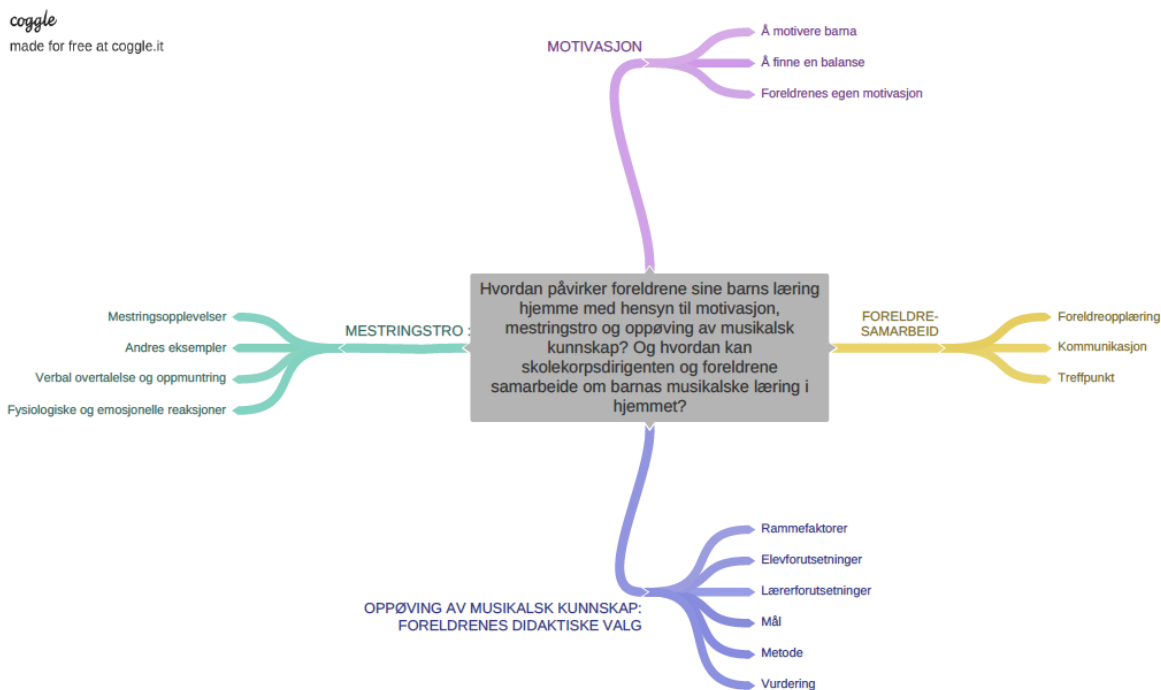 coggle
made for free at coggle.it
MOTIVASJON
Å motivere barna
Å finne en balanse
Foreldrenes egen motivasjon
Hvordan påvirker foreldrene sine barns læring
hjemme med hensyn til motivasjon,
mestringstro og oppøving av musikalsk
kunnskap? Og hvordan kan
skolekorpsdirigenten og foreldrene
samarbeide om barnas musikalske læring i
hjemmet?
MESTRINGSTRO :
Mestringsopplevelser
Andres eksempler
Verbal overtalelse og oppmuntring
Fysiologiske og emosjonelle reaksjoner
FORELDRE-
SAMARBEID
Foreldreopplæring
Kommunikasjon
Treffpunkt
OPPØVING AV MUSIKALSK KUNNSKAP:
FORELDRENES DIDAKTISKE VALG
Rammefaktorer
Elevforutsetninger
Lærerforutsetninger
Mål
Metode
Vurdering